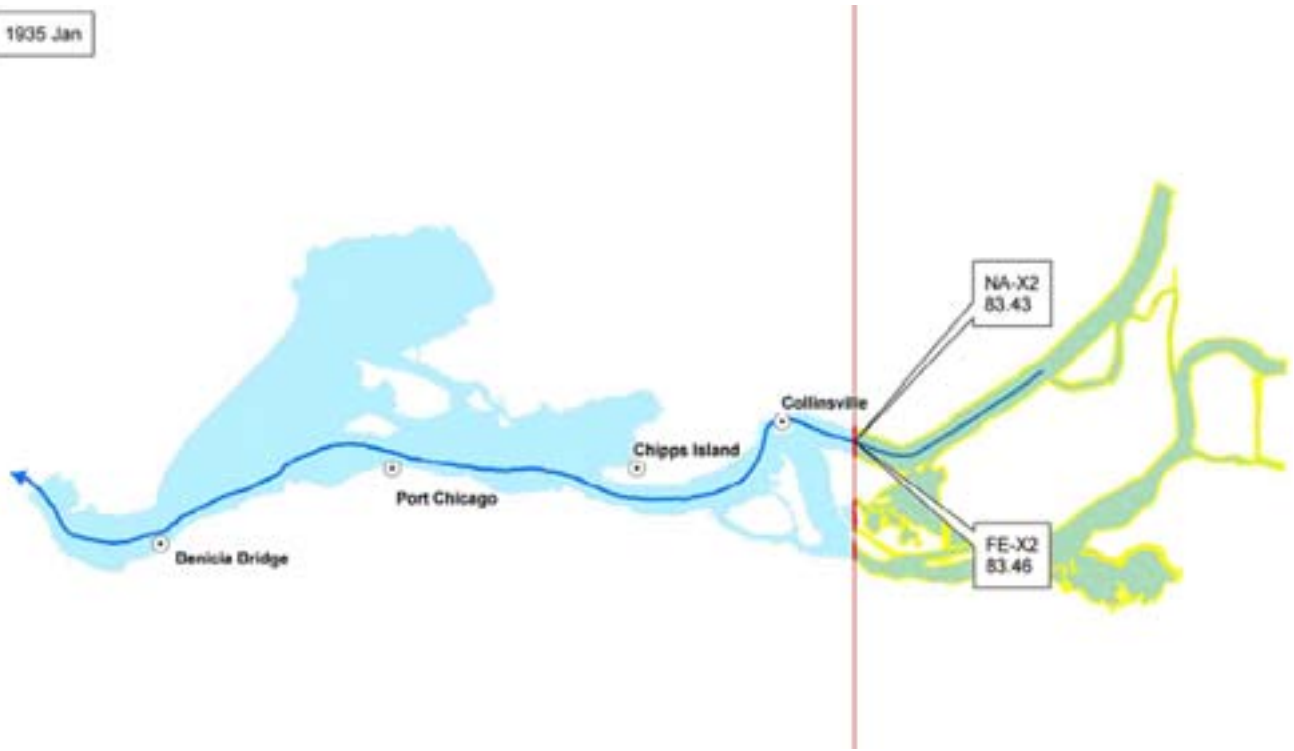 1935 Jan
NA-X2
83.43
Collinsville
Chipps Island
Port Chicago
Benicia Bridge
FE-X2
83.46